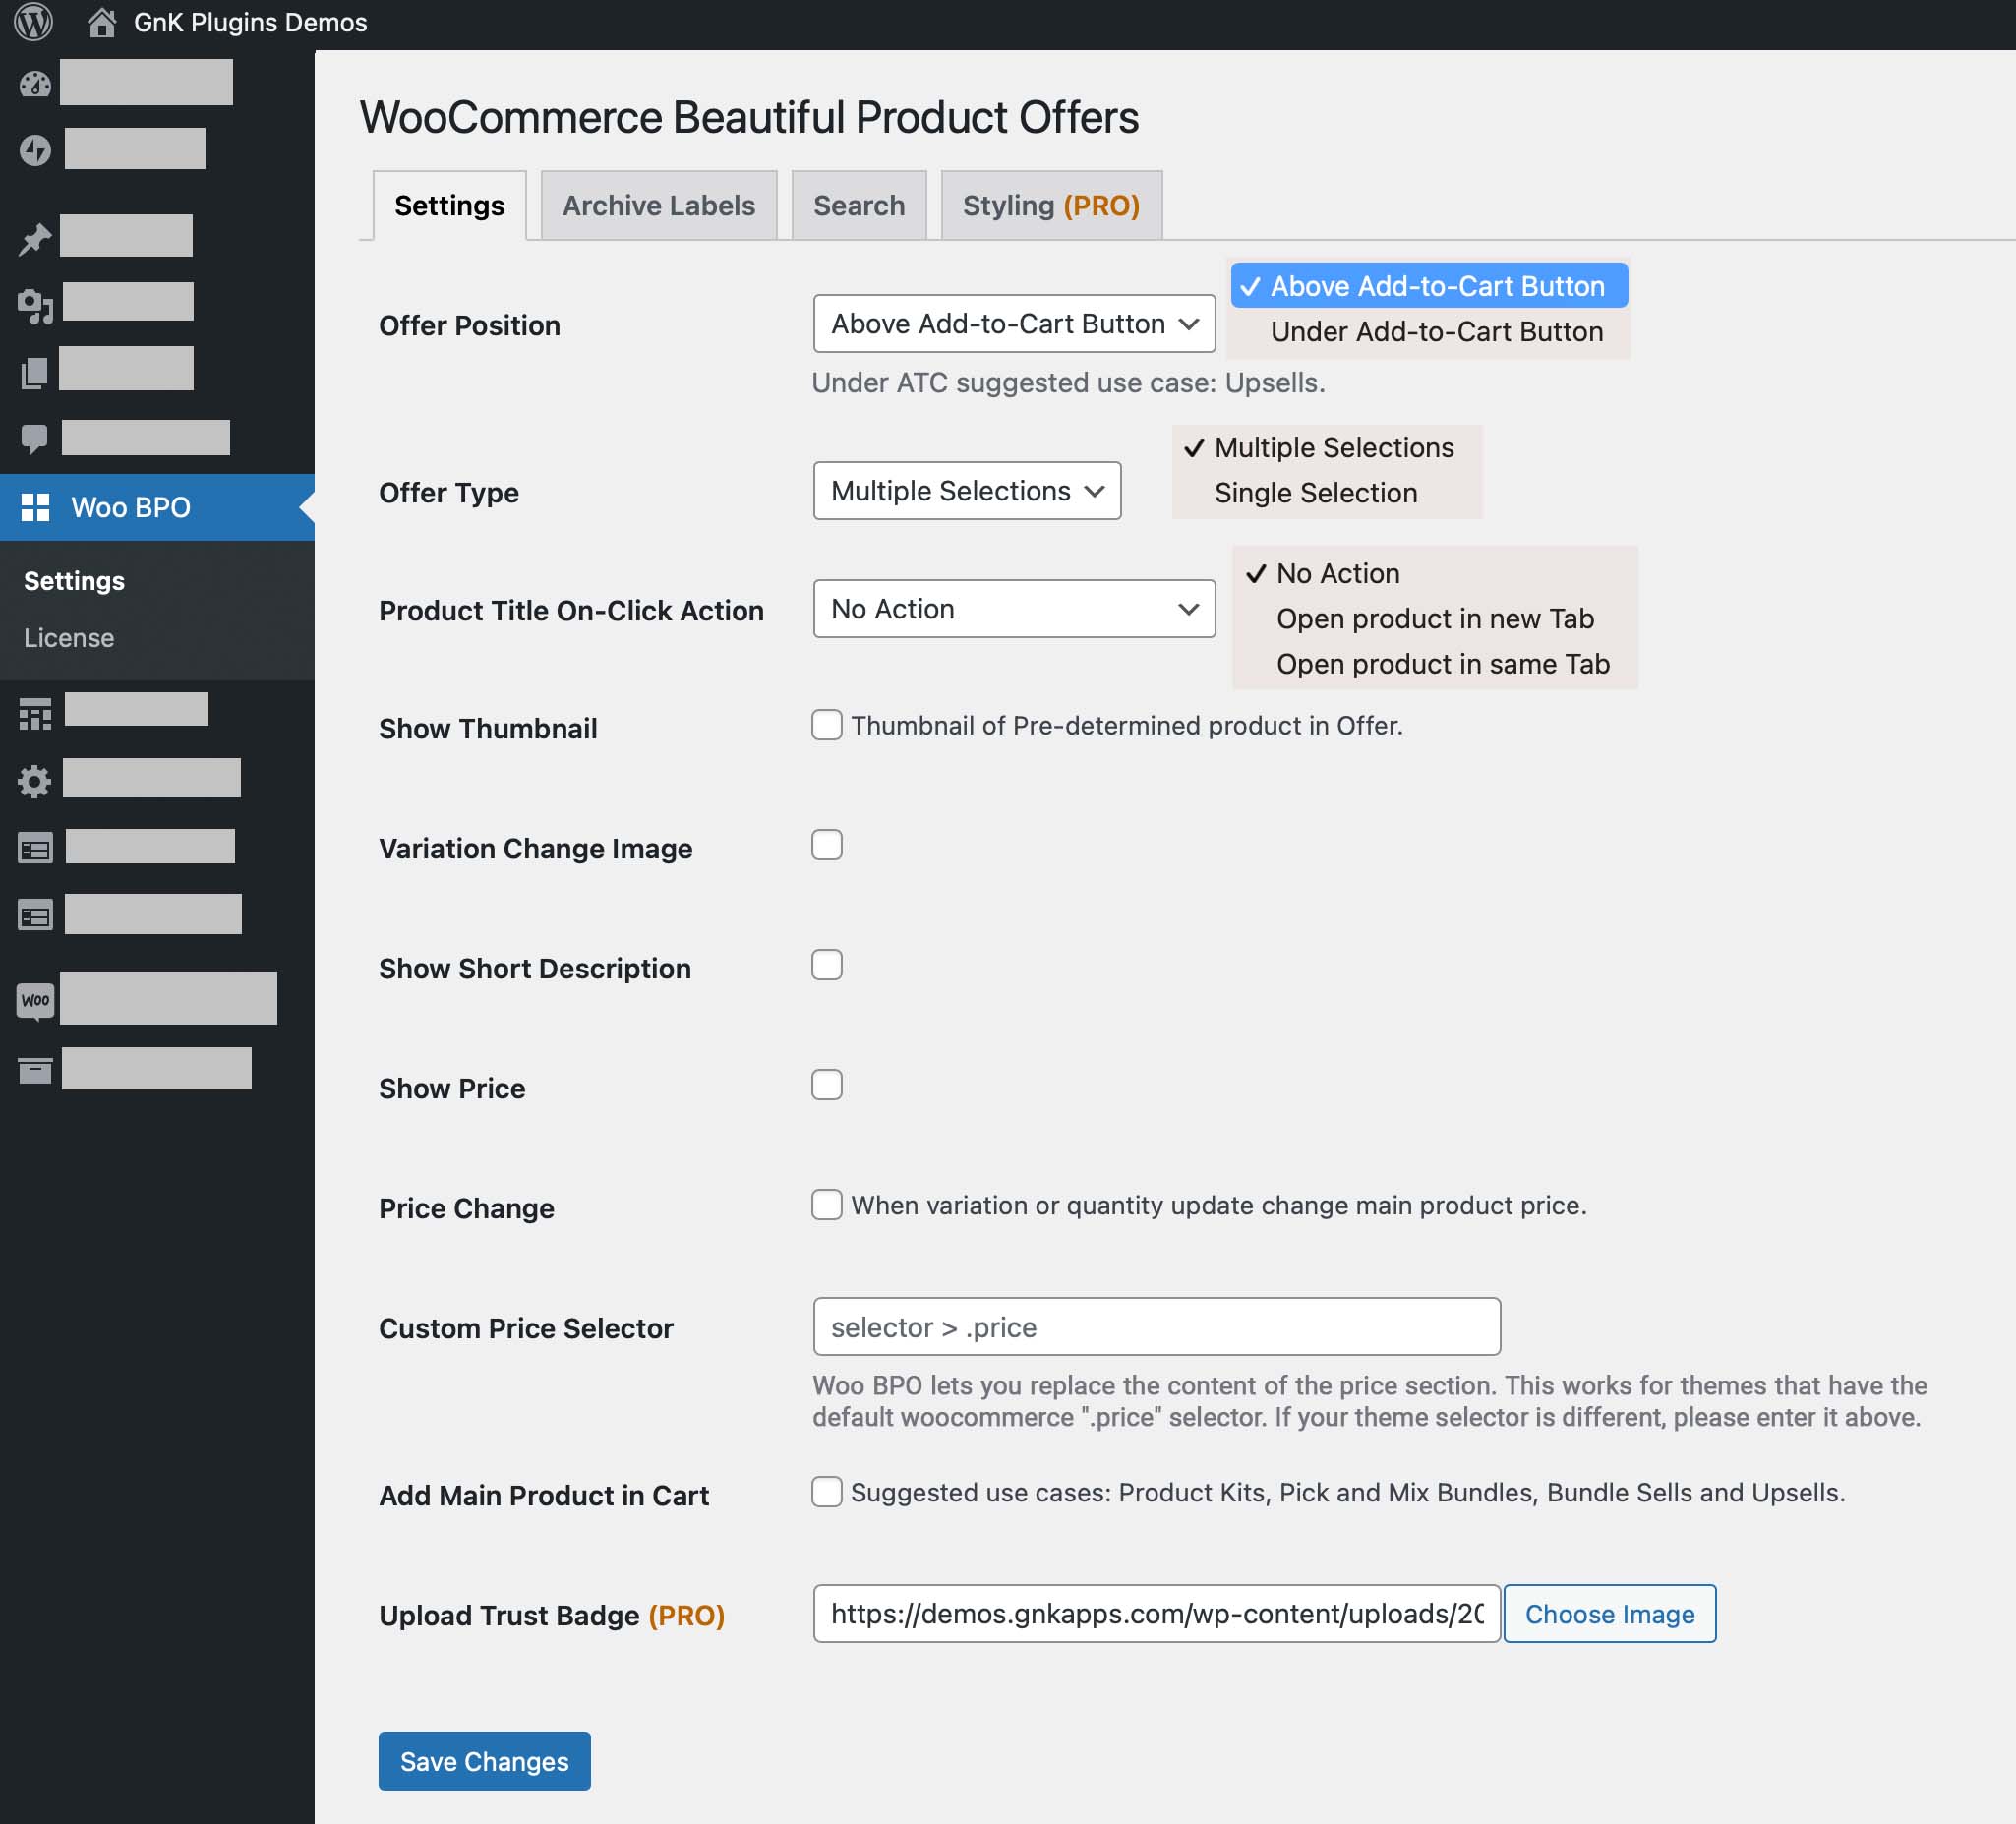 GnK Plugins Demos
Woo BPO
Settings
License
Woo
WooCommerce Beautiful Product Offers
Settings
Archive Labels
Search
Styling (PRO)
Offer Position
Above Add-to-Cart Button
✓ Above Add-to-Cart Button
Under Add-to-Cart Button
Under ATC suggested use case: Upsells.
Offer Type
Multiple Selections
✓ Multiple Selections
Single Selection
Product Title On-Click Action
No Action
✓ No Action
Open product in new Tab
Open product in same Tab
Show Thumbnail
Thumbnail of Pre-determined product in Offer.
Variation Change Image
Show Short Description
Show Price
Price Change
When variation or quantity update change main product price.
Custom Price Selector
selector > .price
Woo BPO lets you replace the content of the price section. This works for themes that have the
default woocommerce ".price" selector. If your theme selector is different, please enter it above.
Add Main Product in Cart
Suggested use cases: Product Kits, Pick and Mix Bundles, Bundle Sells and Upsells.
Upload Trust Badge (PRO)
https://demos.gnkapps.com/wp-content/uploads/20
Choose Image
Save Changes